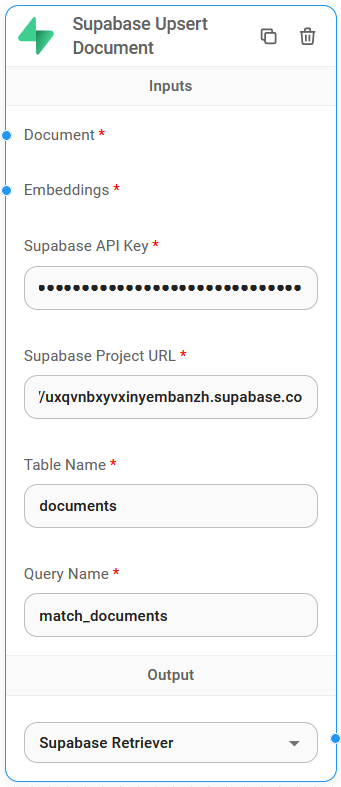 Supabase Upsert
Document
Inputs
Document *
Embeddings *
Supabase API Key *
••••••••••••••••••••••••••••••
Supabase Project URL *
/uxqvnbxyvxinyembanzh.supabase.co
Table Name *
documents
Query Name *
match_documents
Output
Supabase Retriever